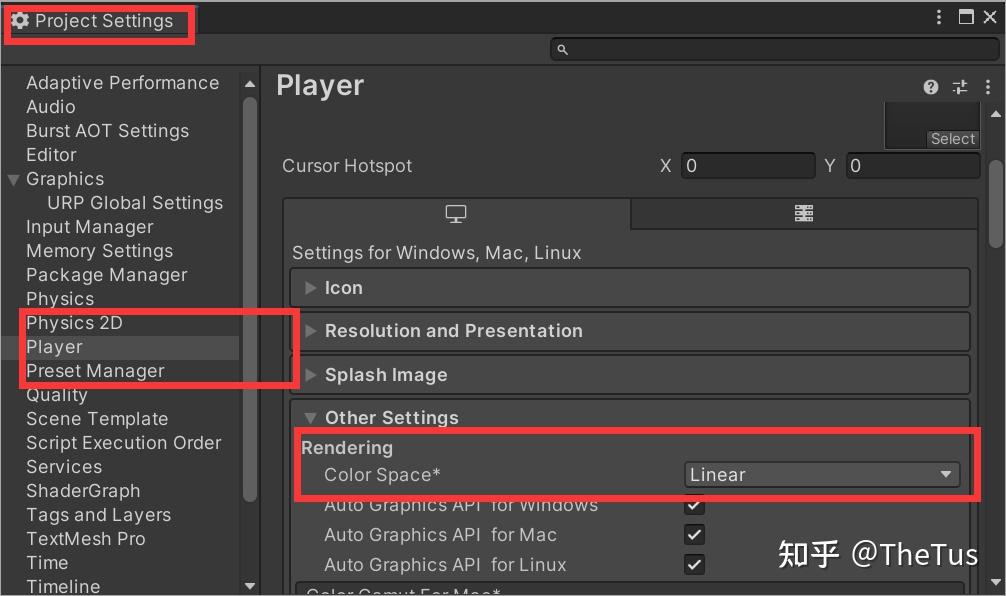 Project Settings
Adaptive Performance
Audio
Burst AOT Settings
Editor
Graphics
URP Global Settings
Input Manager
Memory Settings
Package Manager
Physics
Physics 2D
Player
Preset Manager
Quality
Scene Template
Script Execution Order
Services
ShaderGraph
Tags and Layers
TextMesh Pro
Time
Timeline
Player
Select
Cursor Hotspot X 0 Y 0
Settings for Windows, Mac, Linux
Icon
Resolution and Presentation
Splash Image
Other Settings
Rendering
Color Space* Linear
Auto Graphics API for Windows
Auto Graphics API for Mac
Auto Graphics API for Linux
Color Gamut For Mac*
知乎 @TheTus